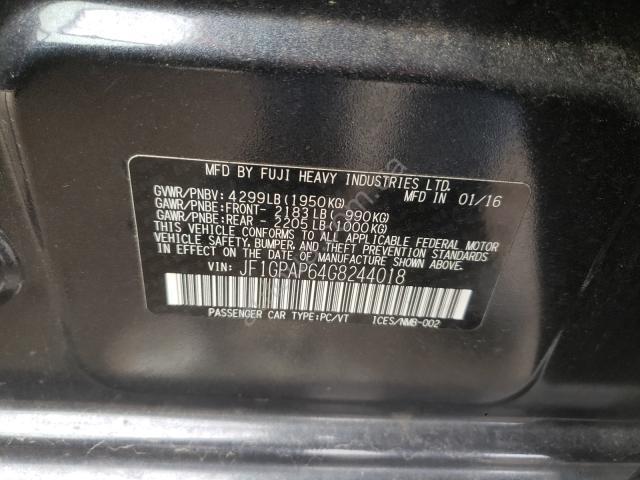 MFD BY FUJI HEAVY INDUSTRIES LTD.
GVWR/PNBV: 4299LB(1950KG) MFD IN 01/16
GAWR/PNBE:FRONT- 2183LB( 990KG)
GAWR/PNBE:REAR - 2205LB(1000KG)
THIS VEHICLE CONFORMS TO ALL APPLICABLE FEDERAL MOTOR
VEHICLE SAFETY, BUMPER, AND THEFT PREVENTION STANDARDS
IN EFFECT ON THE DATE OF MANUFACTURE SHOWN ABOVE.
VIN: JF1GPAP64G8244018
PASSENGER CAR TYPE:PC/VT ICES/NMB-002